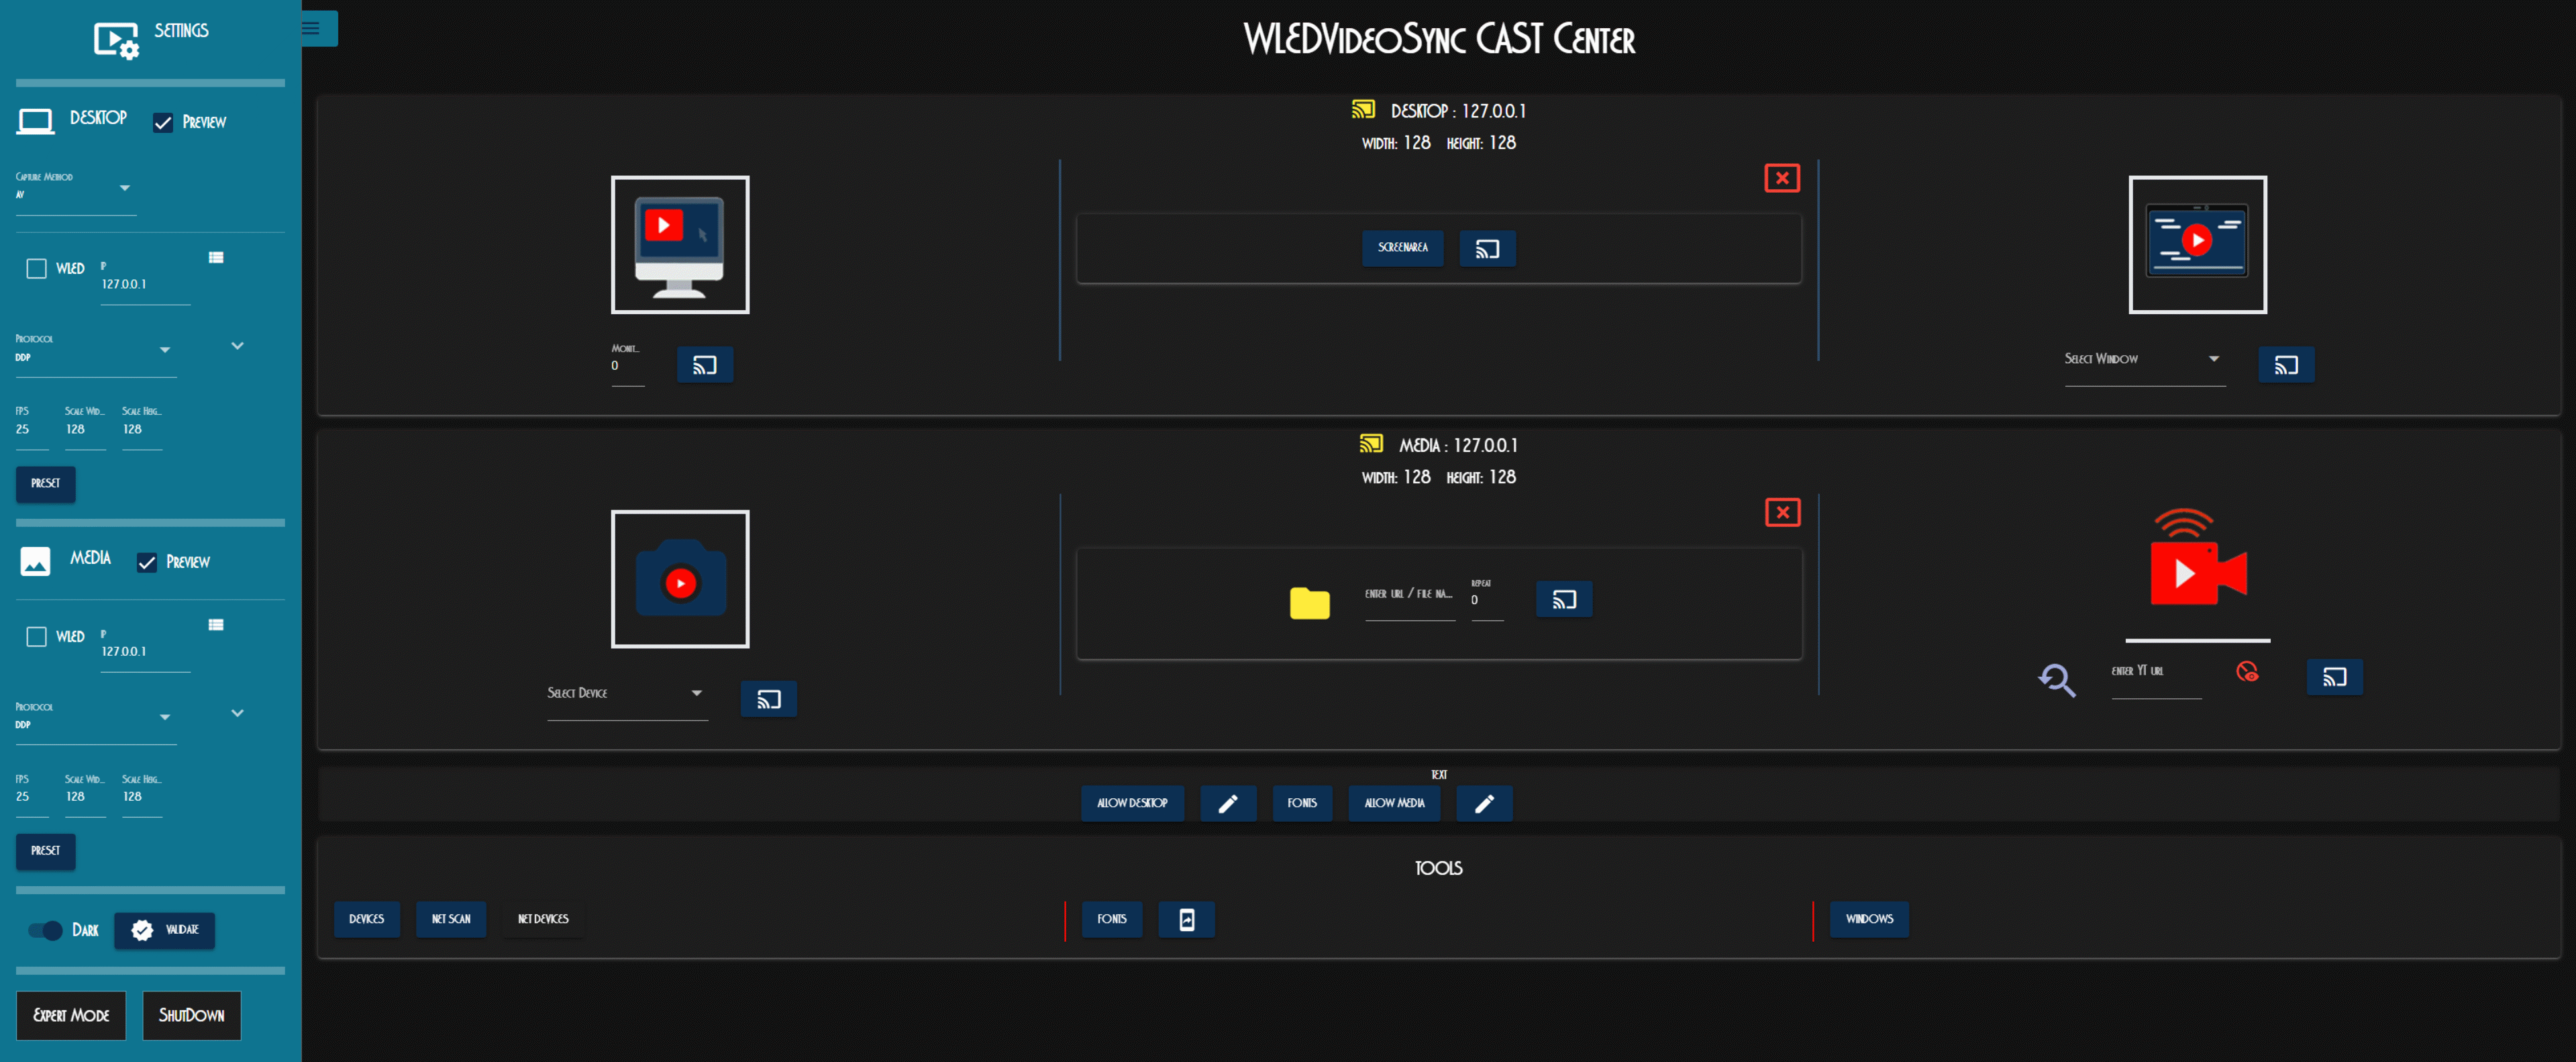 SETTINGS
DESKTOP
PREVIEW
CAPTURE METHOD
AV
WLED
IP
127.0.0.1
PROTOCOL
DDP
FPS
SCALE WID...
SCALE HEIG...
25
128
128
PRESET
MEDIA
PREVIEW
WLED
IP
127.0.0.1
PROTOCOL
DDP
FPS
SCALE WID...
SCALE HEIG...
25
128
128
PRESET
DARK
VALIDATE
EXPERT MODE
SHUTDOWN
WLEDVideoSync CAST Center
DESKTOP : 127.0.0.1
WIDTH: 128 HEIGHT: 128
SCREENAREA
MONIT...
0
SELECT WINDOW
MEDIA : 127.0.0.1
WIDTH: 128 HEIGHT: 128
ENTER URL / FILE NA...
REPEAT
0
SELECT DEVICE
ENTER YT URL
TEXT
ALLOW DESKTOP
FONTS
ALLOW MEDIA
TOOLS
DEVICES
NET SCAN
NET DEVICES
FONTS
WINDOWS